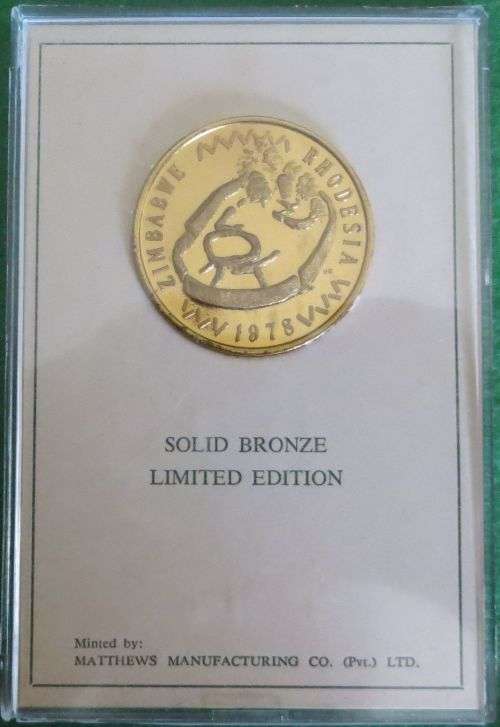 ZIMBABWE RHODESIA
1978
SOLID BRONZE
LIMITED EDITION
Minted by:
MATTHEWS MANUFACTURING CO. (Pvt.) LTD.